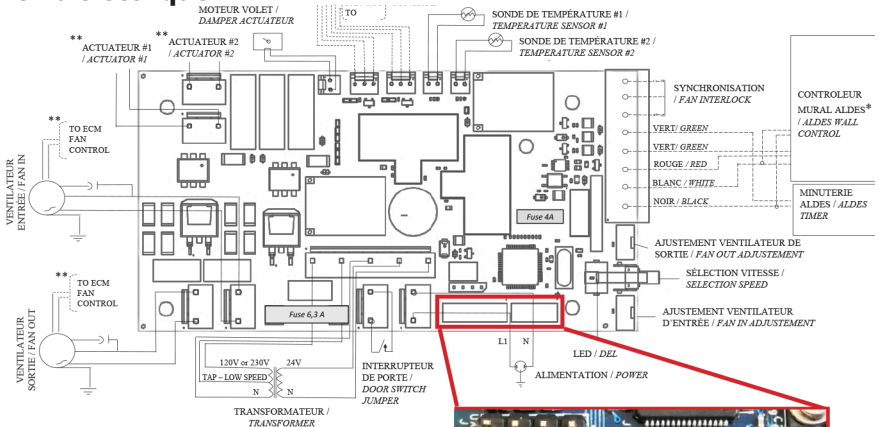 MOTEUR VOLET /
DAMPER ACTUATEUR
TO
SONDE DE TEMPÉRATURE #1 /
TEMPERATURE SENSOR #1
SONDE DE TEMPÉRATURE #2 /
TEMPERATURE SENSOR #2
** ACTUATEUR #1
/ ACTUATOR #1
** ACTUATEUR #2
/ ACTUATOR #2
** TO ECM
FAN
CONTROL
VENTILATEUR
ENTRÉE / FAN IN
** TO ECM
FAN
CONTROL
VENTILATEUR
SORTIE / FAN OUT
SYNCHRONISATION
/ FAN INTERLOCK
VERT/ GREEN
VERT/ GREEN
ROUGE / RED
BLANC / WHITE
NOIR / BLACK
CONTROLEUR
MURAL ALDES*
/ ALDES WALL
CONTROL
MINUTERIE
ALDES / ALDES
TIMER
Fuse 4A
Fuse 6,3 A
AJUSTEMENT VENTILATEUR DE
SORTIE / FAN OUT ADJUSTEMENT
SÉLECTION VITESSE /
SELECTION SPEED
AJUSTEMENT VENTILATEUR
D'ENTRÉE / FAN IN ADJUSTEMENT
LED / DEL
L1 N
ALIMENTATION / POWER
120V or 230V 24V
TAP – LOW SPEED
N N
TRANSFORMATEUR /
TRANSFORMER
INTERRUPTEUR
DE PORTE /
DOOR SWITCH
JUMPER